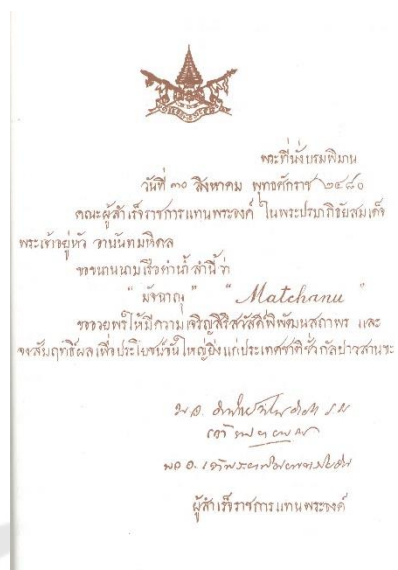 พระที่นั่งบรมพิมาน
วันที่ ๓๐ สิงหาคม พุทธศักราช ๒๔๘๐
คณะผู้สำเร็จราชการแทนพระองค์ ในพระปรมาภิธัยสมเด็จ
พระเจ้าอยู่หัว อานันทมหิดล
ขอขนานนามเรือดำน้ำลำนี้ว่า
"มัจฉาณุ" "Matchanu"
ขออวยพรให้มีความเจริญสิริสวัสดิ์พิพัฒนสถาพร และ
จงสัมฤทธิ์ผลเพื่อประโยชน์อันใหญ่ยิ่งแก่ประเทศชาติชั่วกัลปาวสานะ
ผู้สำเร็จราชการแทนพระองค์